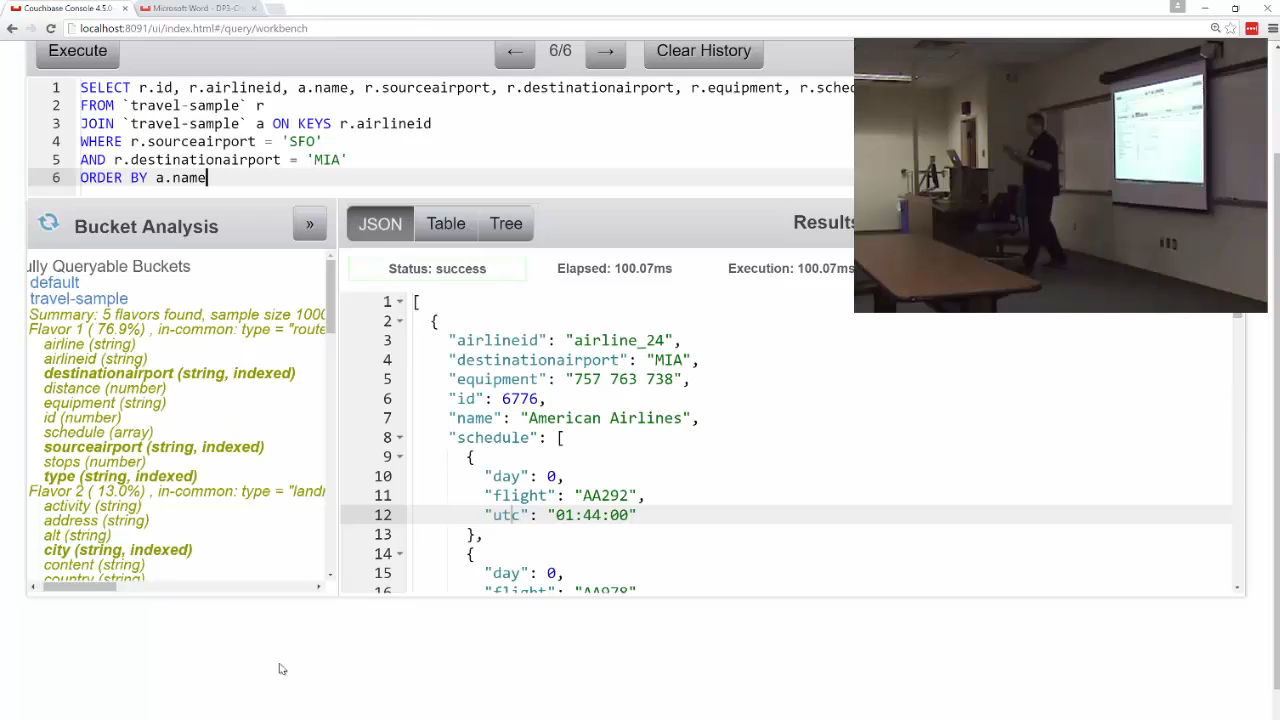 Couchbase Console 4.5.0-
Microsoft Word - DP3-Cou
localhost:8091/ui/index.html#/query/workbench
Execute
← 6/6 →
Clear History
1 SELECT r.id, r.airlineid, a.name, r.sourceairport, r.destinationairport, r.equipment, r.sche
2 FROM `travel-sample` r
3 JOIN `travel-sample` a ON KEYS r.airlineid
4 WHERE r.sourceairport = 'SFO'
5 AND r.destinationairport = 'MIA'
6 ORDER BY a.name
Bucket Analysis
»
ully Queryable Buckets
default
travel-sample
Summary: 5 flavors found, sample size 1000
Flavor 1 ( 76.9%) , in-common: type = "route
airline (string)
airlineid (string)
destinationairport (string, indexed)
distance (number)
equipment (string)
id (number)
schedule (array)
sourceairport (string, indexed)
stops (number)
type (string, indexed)
Flavor 2 ( 13.0%) , in-common: type = "landr
activity (string)
address (string)
alt (string)
city (string, indexed)
content (string)
country (string)
JSON Table Tree
Results
Status: success
Elapsed: 100.07ms
Execution: 100.07ms
1 [
2 {
3 "airlineid": "airline_24",
4 "destinationairport": "MIA",
5 "equipment": "757 763 738",
6 "id": 6776,
7 "name": "American Airlines",
8 "schedule": [
9 {
10 "day": 0,
11 "flight": "AA292",
12 "utc": "01:44:00"
13 },
14 {
15 "day": 0,
16 "flight": "AA978"